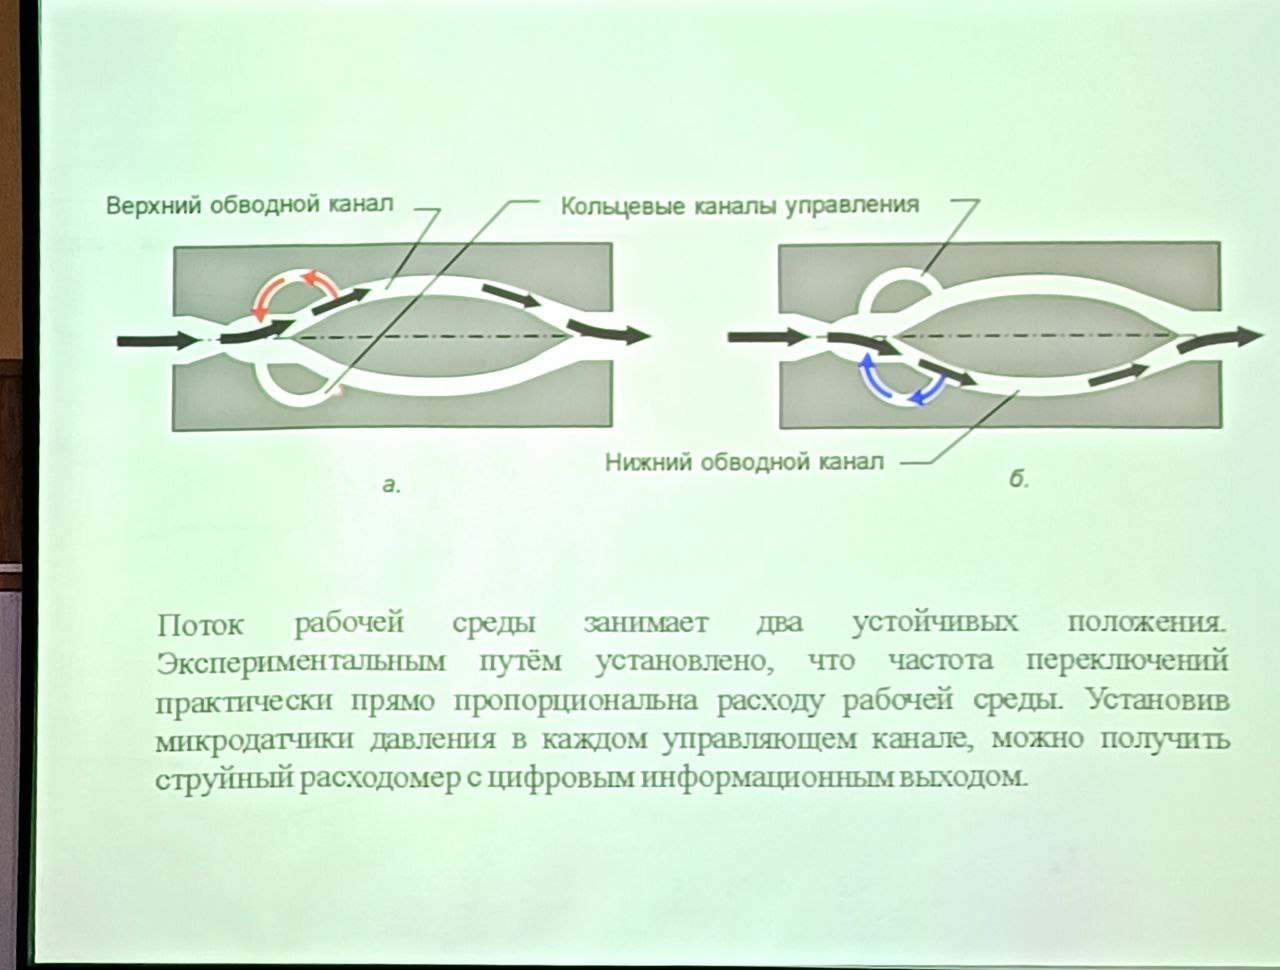 Верхний обводной канал
Кольцевые каналы управления
Нижний обводной канал
а.
б.
Поток рабочей среды занимает два устойчивых положения.
Экспериментальным путём установлено, что частота переключений
практически прямо пропорциональна расходу рабочей среды. Установив
микродатчики давления в каждом управляющем канале, можно получить
струйный расходомер с цифровым информационным выходом.